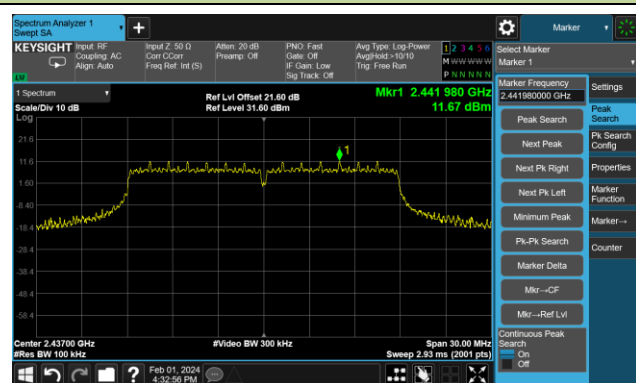 Spectrum Analyzer 1
Swept SA
Marker
KEYSIGHT
Input: RF
Coupling: AC
Align: Auto
Input Z: 50 Ω
Corr CCorr
Freq Ref: Int (S)
Atten: 20 dB
Preamp: Off
PNO: Fast
Gate: Off
IF Gain: Low
Sig Track: Off
Avg Type: Log-Power
Avg|Hold:>10/10
Trig: Free Run
1 2 3 4 5 6
M W W W W W
P N N N N N
LXI
Select Marker
Marker 1
1 Spectrum
Scale/Div 10 dB
Log
Ref Lvl Offset 21.60 dB
Ref Level 31.60 dBm
Mkr1 2.441 980 GHz
11.67 dBm
21.6
11.6
1.60
-8.40
-18.4
-28.4
-38.4
-48.4
-58.4
1
Center 2.43700 GHz
#Res BW 100 kHz
#Video BW 300 kHz
Span 30.00 MHz
Sweep 2.93 ms (2001 pts)
Marker Frequency
2.441980000 GHz
Peak Search
Next Peak
Next Pk Right
Next Pk Left
Minimum Peak
Pk-Pk Search
Marker Delta
Mkr→CF
Mkr→Ref Lvl
Continuous Peak
Search
On
Off
Settings
Peak
Search
Pk Search
Config
Properties
Marker
Function
Marker→
Counter
?
Feb 01, 2024
4:32:56 PM